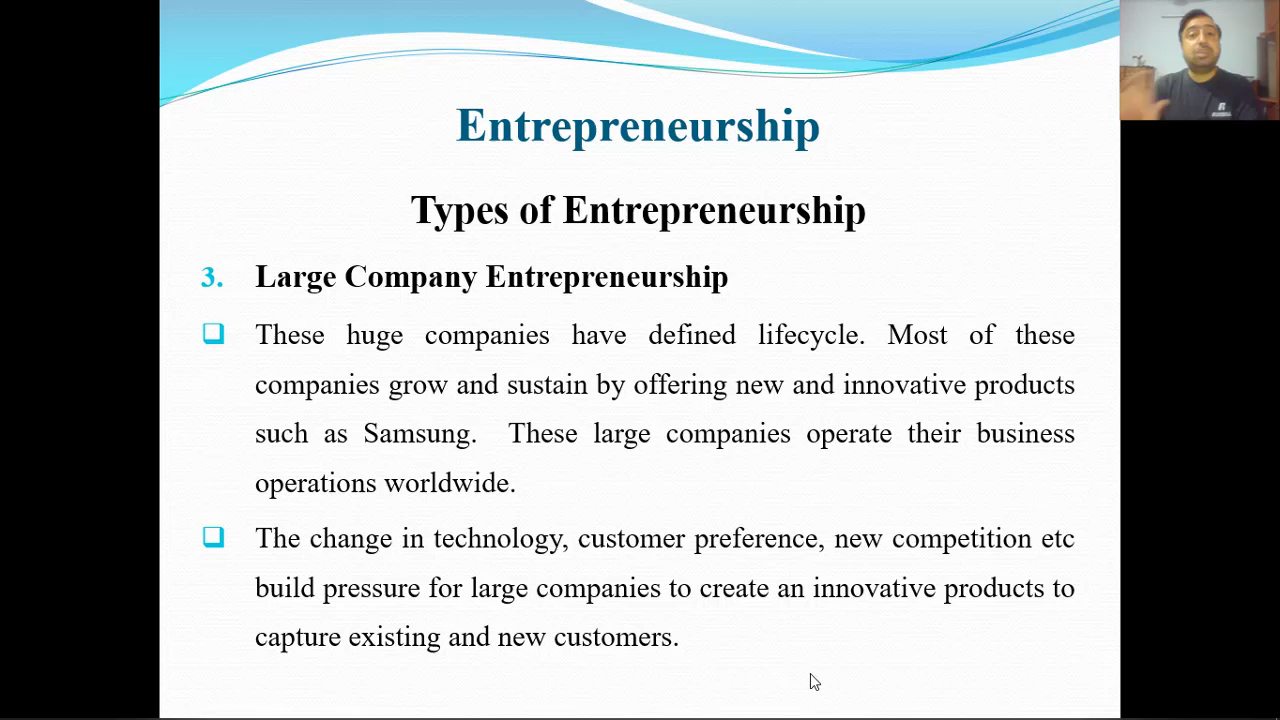 Entrepreneurship
Types of Entrepreneurship
3. Large Company Entrepreneurship
These huge companies have defined lifecycle. Most of these
companies grow and sustain by offering new and innovative products
such as Samsung. These large companies operate their business
operations worldwide.
The change in technology, customer preference, new competition etc
build pressure for large companies to create an innovative products to
capture existing and new customers.